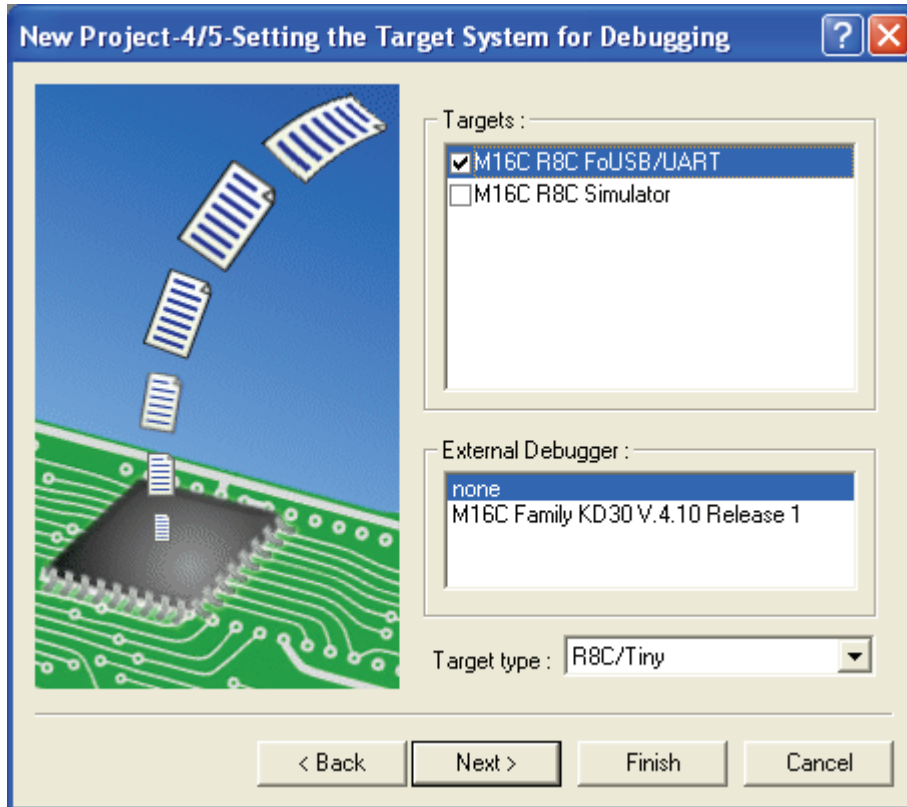 New Project-4/5-Setting the Target System for Debugging
Targets :
M16C R8C FoUSB/UART
M16C R8C Simulator
External Debugger :
none
M16C Family KD30 V.4.10 Release 1
Target type : R8C/Tiny
< Back Next > Finish Cancel